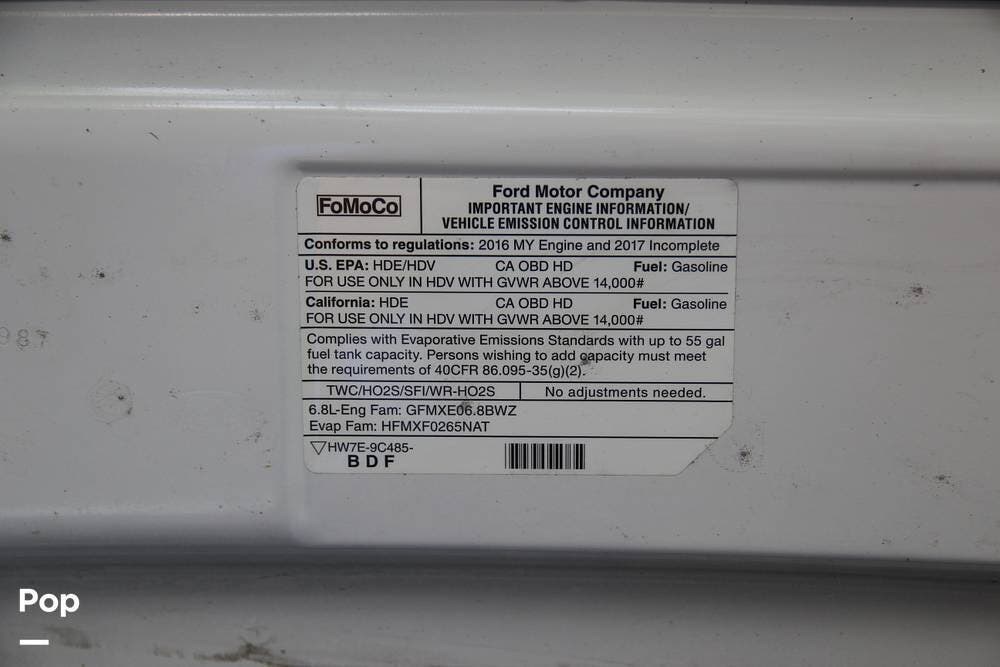 FoMoCo
Ford Motor Company
IMPORTANT ENGINE INFORMATION/
VEHICLE EMISSION CONTROL INFORMATION
Conforms to regulations: 2016 MY Engine and 2017 Incomplete
U.S. EPA: HDE/HDV CA OBD HD Fuel: Gasoline
FOR USE ONLY IN HDV WITH GVWR ABOVE 14,000#
California: HDE CA OBD HD Fuel: Gasoline
FOR USE ONLY IN HDV WITH GVWR ABOVE 14,000#
Complies with Evaporative Emissions Standards with up to 55 gal
fuel tank capacity. Persons wishing to add capacity must meet
the requirements of 40CFR 86.095-35(g)(2).
TWC/HO2S/SFI/WR-HO2S No adjustments needed.
6.8L-Eng Fam: GFMXE06.8BWZ
Evap Fam: HFMXF0265NAT
HW7E-9C485-
B D F
Pop